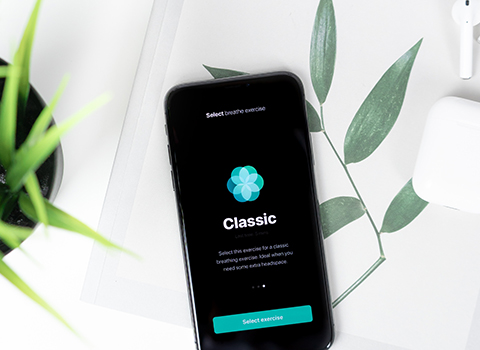 Select breathe exercise
Classic
Select this exercise for a classic
breathing exercise. Ideal when you
need some extra headspace.
Select exercise